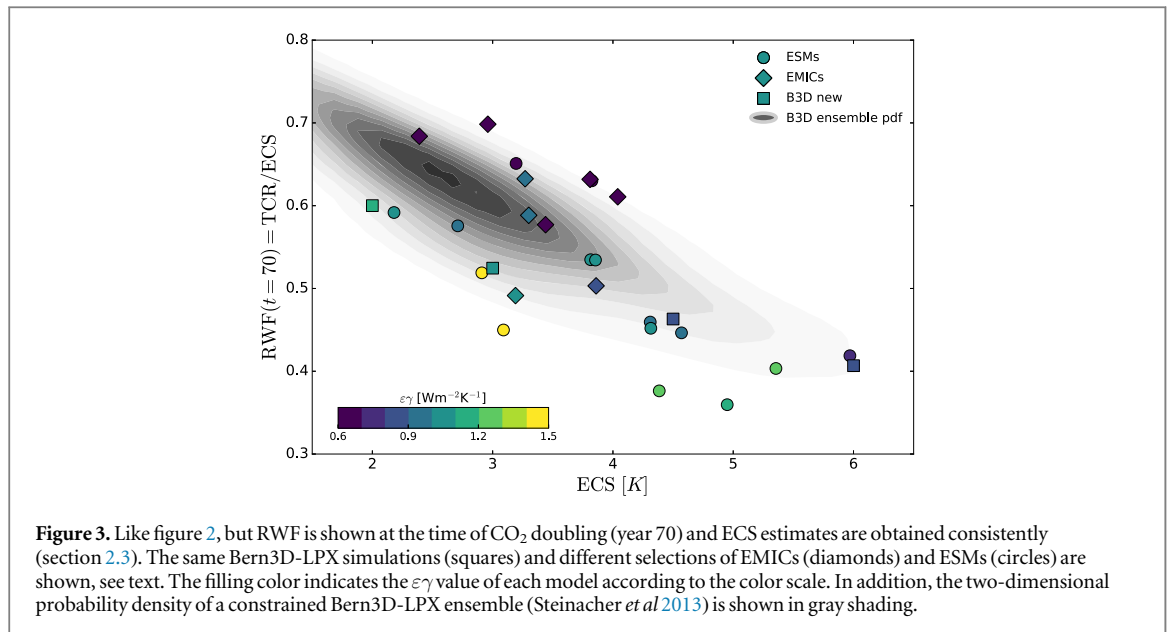 0.8
0.7
0.6
0.5
0.4
0.3
RWF(t = 70) = TCR/ECS
ESMs
EMICs
B3D new
B3D ensemble pdf
εγ [Wm⁻²K⁻¹]
0.6 0.9 1.2 1.5
2 3 4 5 6
ECS [K]
Figure 3. Like figure 2, but RWF is shown at the time of CO₂ doubling (year 70) and ECS estimates are obtained consistently
(section 2.3). The same Bern3D-LPX simulations (squares) and different selections of EMICs (diamonds) and ESMs (circles) are
shown, see text. The filling color indicates the εγ value of each model according to the color scale. In addition, the two-dimensional
probability density of a constrained Bern3D-LPX ensemble (Steinacher et al 2013) is shown in gray shading.